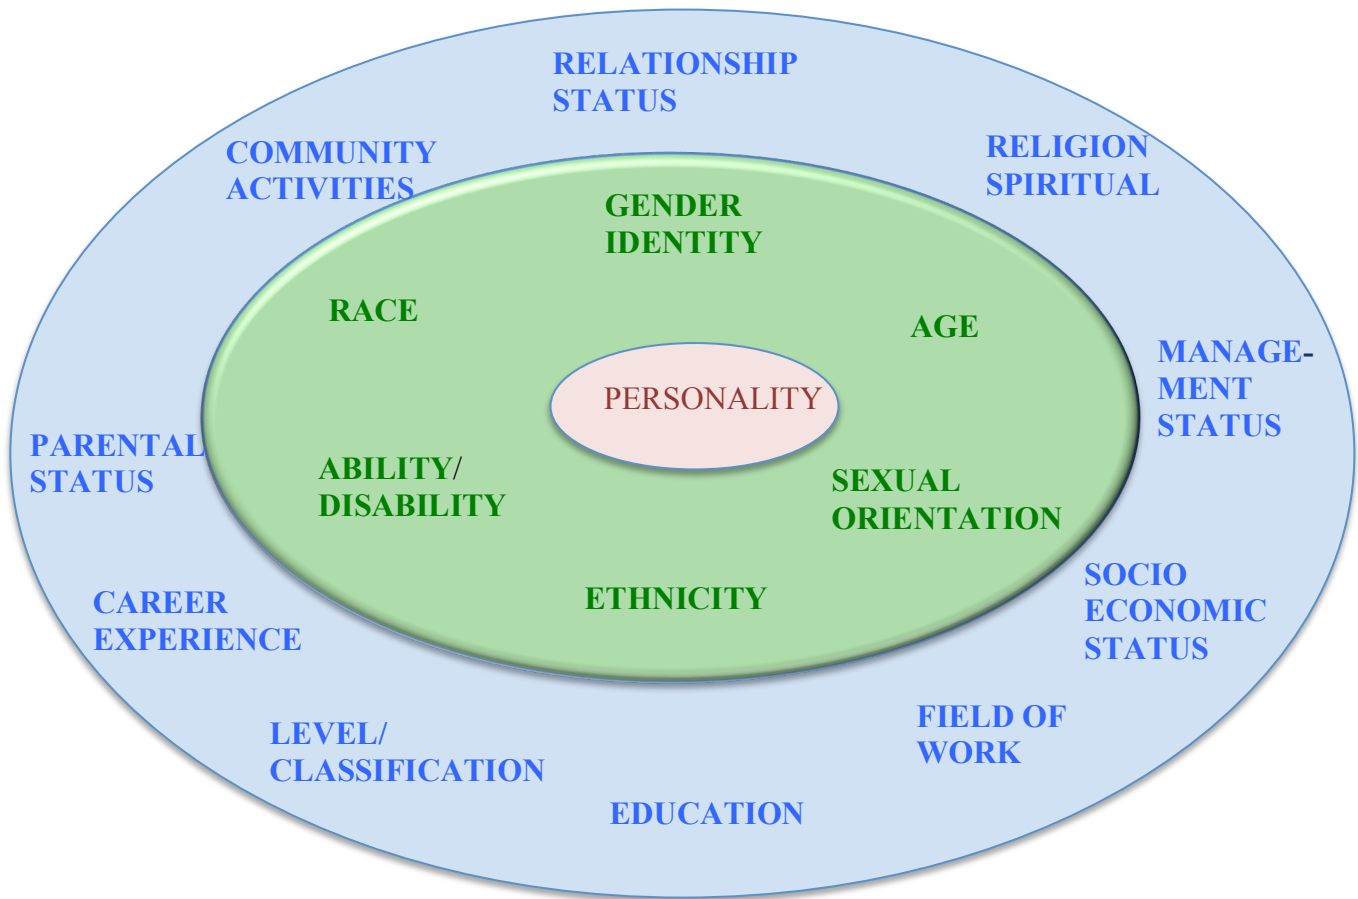 RELATIONSHIP
STATUS
COMMUNITY
ACTIVITIES
RELIGION
SPIRITUAL
GENDER
IDENTITY
RACE
AGE
MANAGE-
MENT
STATUS
PERSONALITY
PARENTAL
STATUS
ABILITY/
DISABILITY
SEXUAL
ORIENTATION
SOCIO
ECONOMIC
STATUS
CAREER
EXPERIENCE
ETHNICITY
FIELD OF
WORK
LEVEL/
CLASSIFICATION
EDUCATION